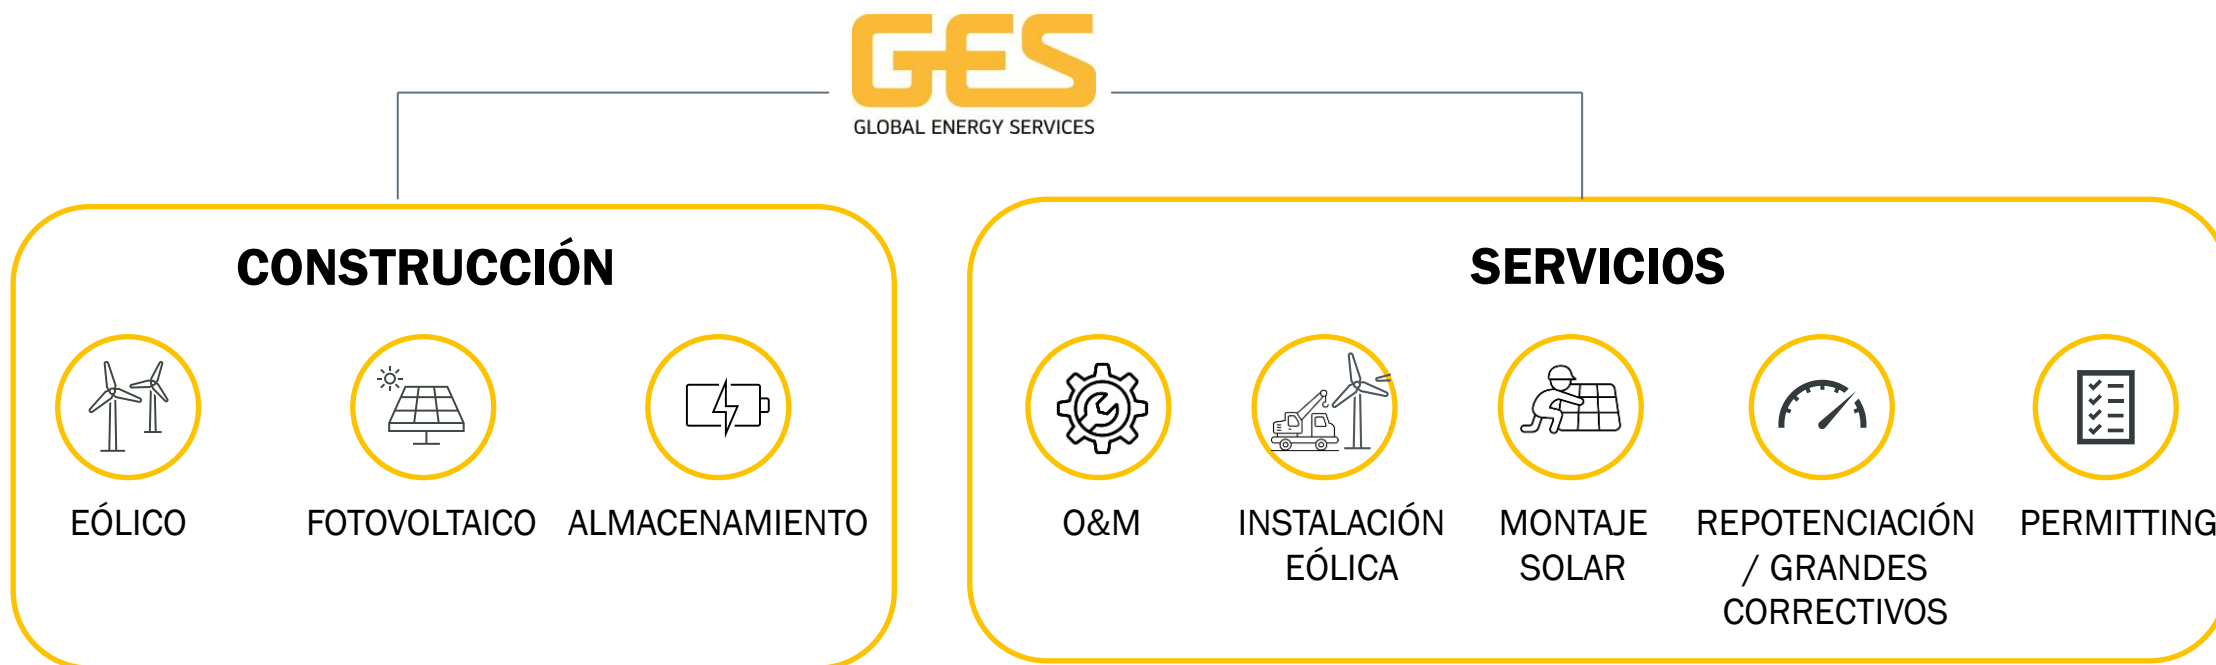 GES
GLOBAL ENERGY SERVICES
CONSTRUCCIÓN
EÓLICO
FOTOVOLTAICO
ALMACENAMIENTO
SERVICIOS
O&M
INSTALACIÓN
EÓLICA
MONTAJE
SOLAR
REPOTENCIACIÓN
/ GRANDES
CORRECTIVOS
PERMITTING